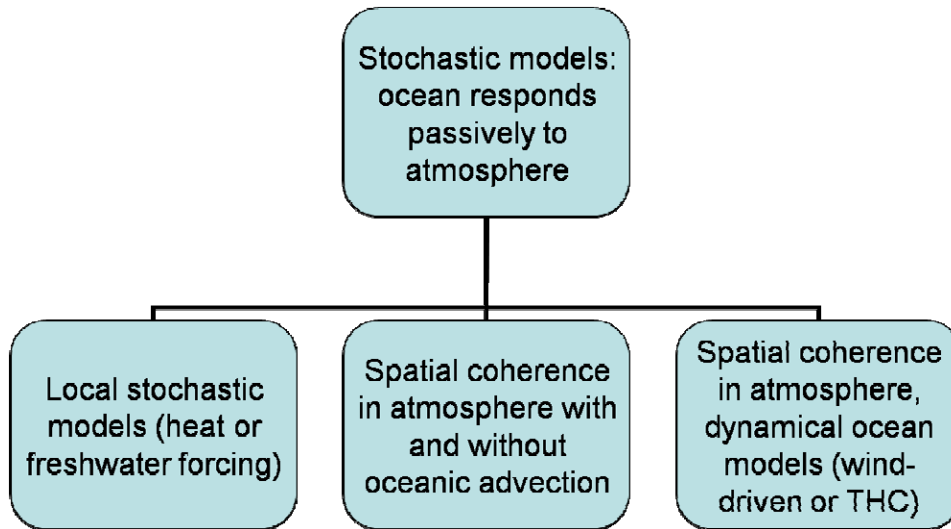 Stochastic models:
ocean responds
passively to
atmosphere
Local stochastic
models (heat or
freshwater forcing)
Spatial coherence
in atmosphere with
and without
oceanic advection
Spatial coherence
in atmosphere,
dynamical ocean
models (wind-
driven or THC)